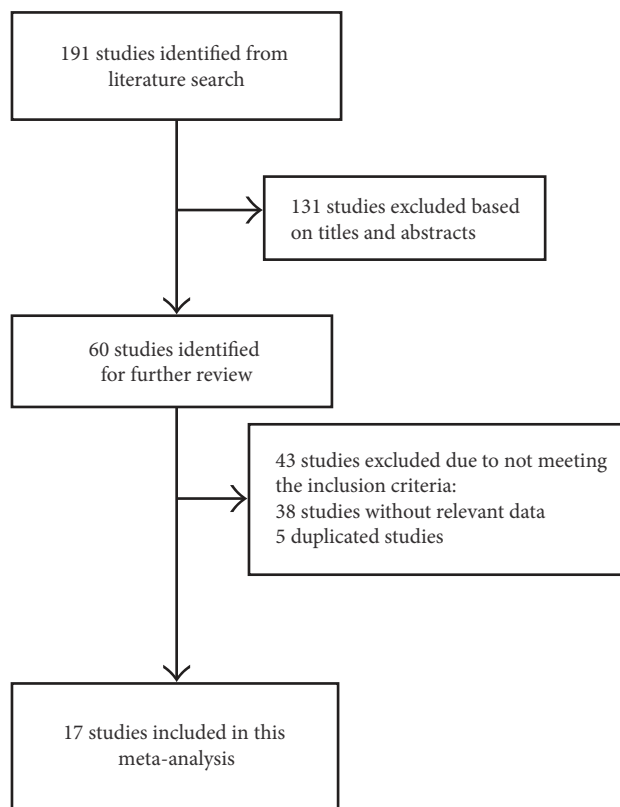 191 studies identified from
literature search
131 studies excluded based
on titles and abstracts
60 studies identified
for further review
43 studies excluded due to not meeting
the inclusion criteria:
38 studies without relevant data
5 duplicated studies
17 studies included in this
meta-analysis